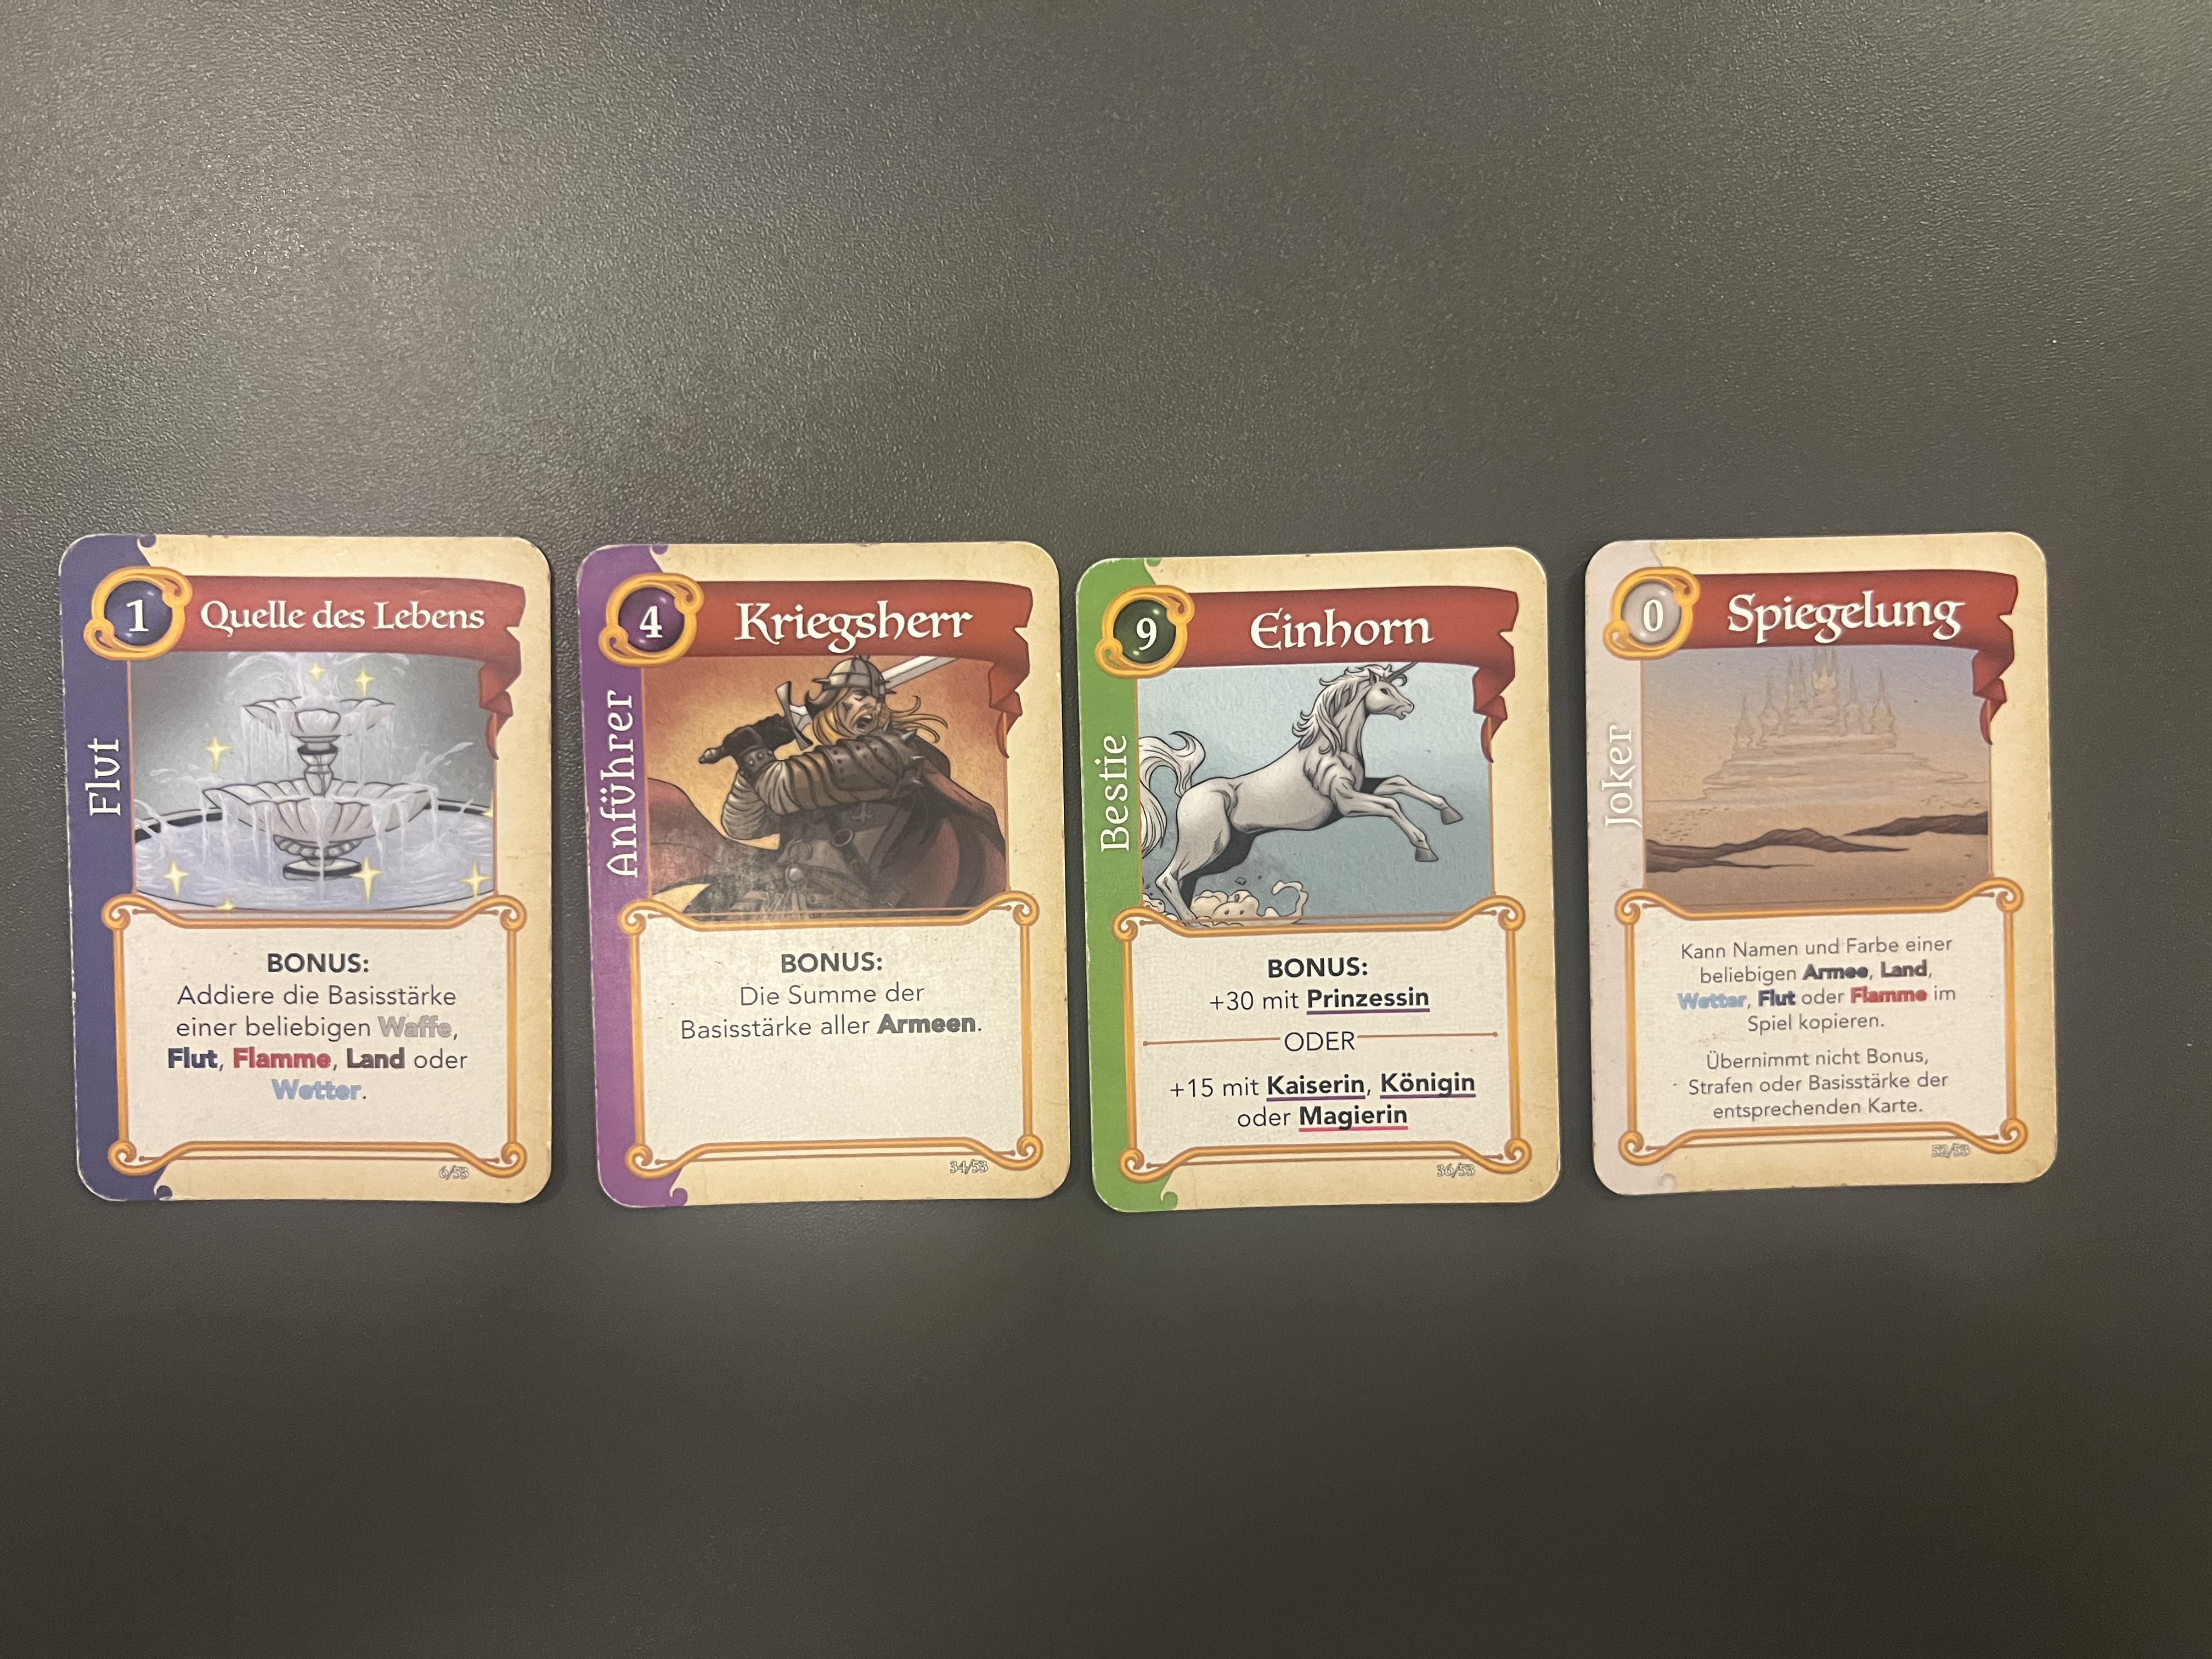 Flut
1
Quelle des Lebens
BONUS:
Addiere die Basisstärke
einer beliebigen Waffe,
Flut, Flamme, Land oder
Wetter.
6/53
Anführer
4
Kriegsherr
BONUS:
Die Summe der
Basisstärke aller Armeen.
34/53
Bestie
9
Einhorn
BONUS:
+30 mit Prinzessin
ODER
+15 mit Kaiserin, Königin
oder Magierin
36/53
Joker
0
Spiegelung
Kann Namen und Farbe einer
beliebigen Armee, Land,
Wetter, Flut oder Flamme im
Spiel kopieren.
Übernimmt nicht Bonus,
Strafen oder Basisstärke der
entsprechenden Karte.
52/53